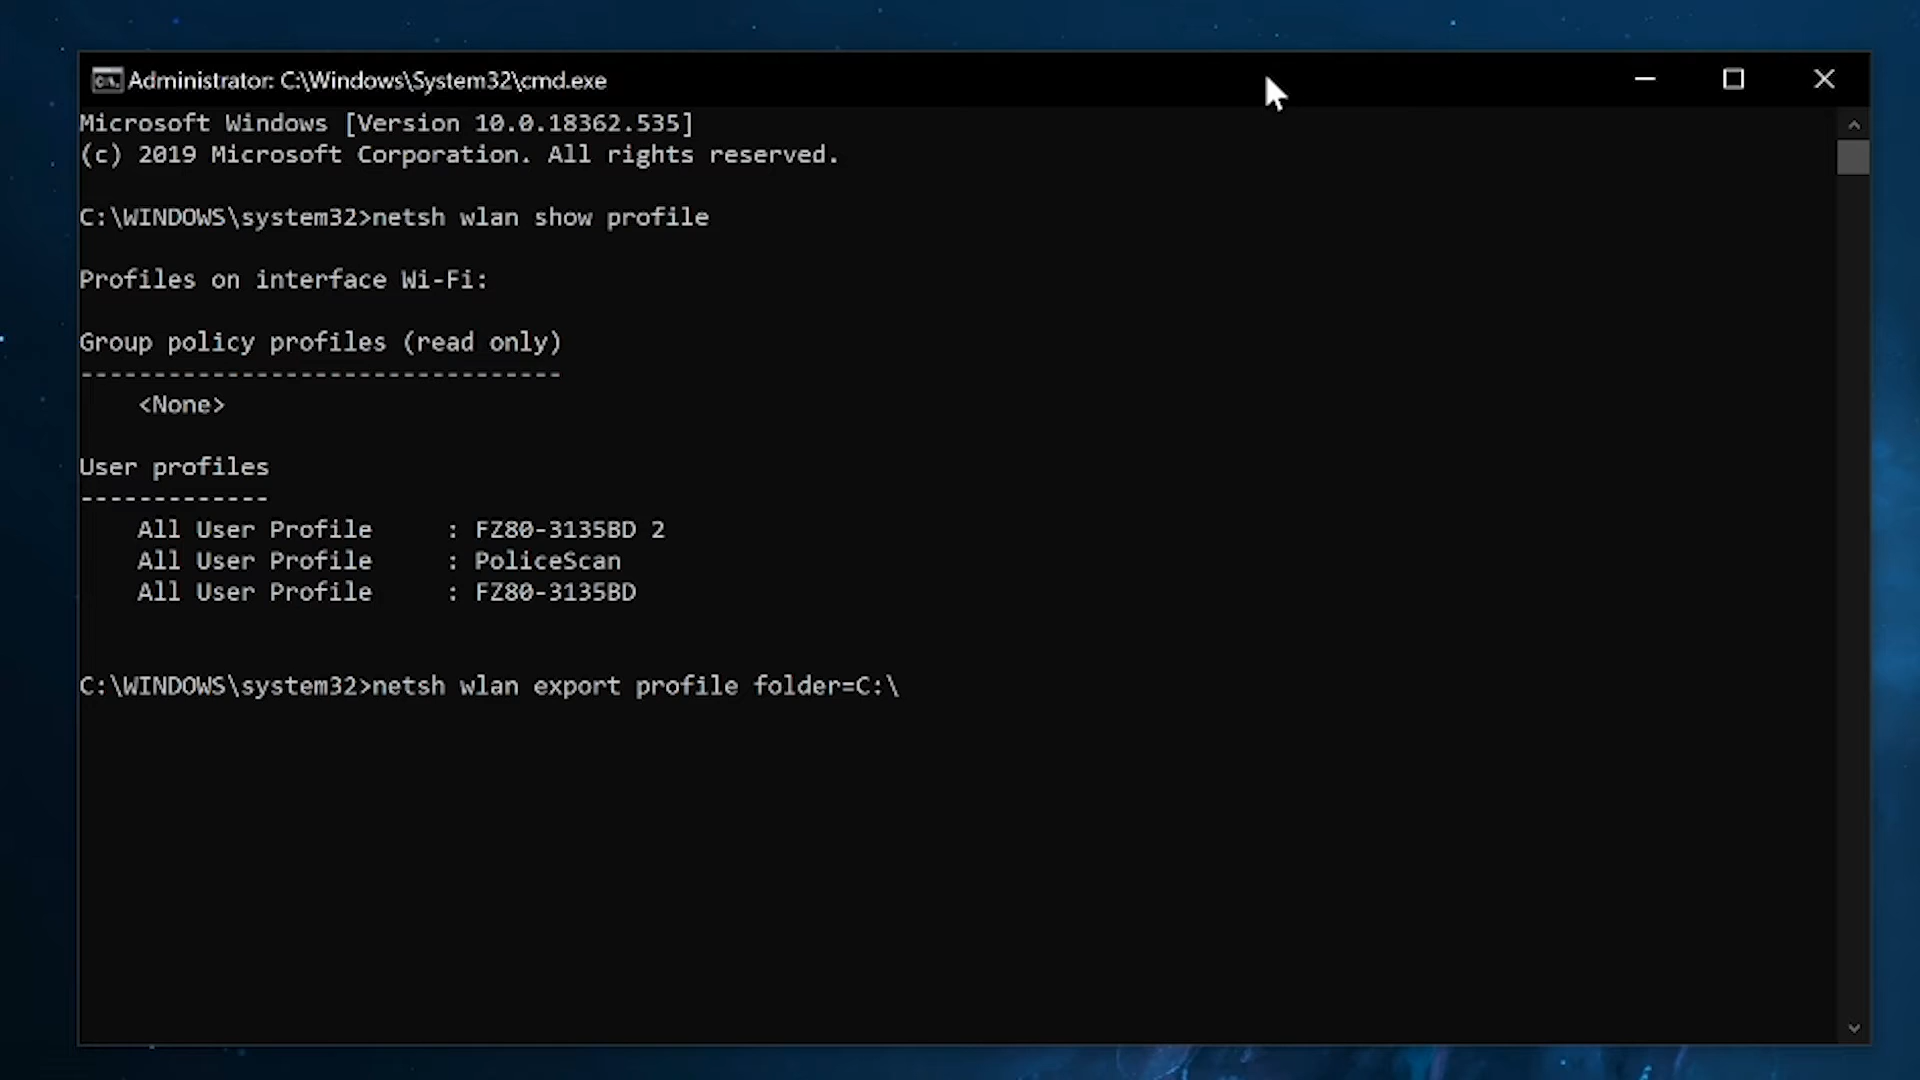 Administrator: C:\Windows\System32\cmd.exe
Microsoft Windows [Version 10.0.18362.535]
(c) 2019 Microsoft Corporation. All rights reserved.
C:\WINDOWS\system32>netsh wlan show profile
Profiles on interface Wi-Fi:
Group policy profiles (read only)
---------------------------------
<None>
User profiles
-------------
All User Profile     : FZ80-3135BD 2
All User Profile     : PoliceScan
All User Profile     : FZ80-3135BD
C:\WINDOWS\system32>netsh wlan export profile folder=C:\